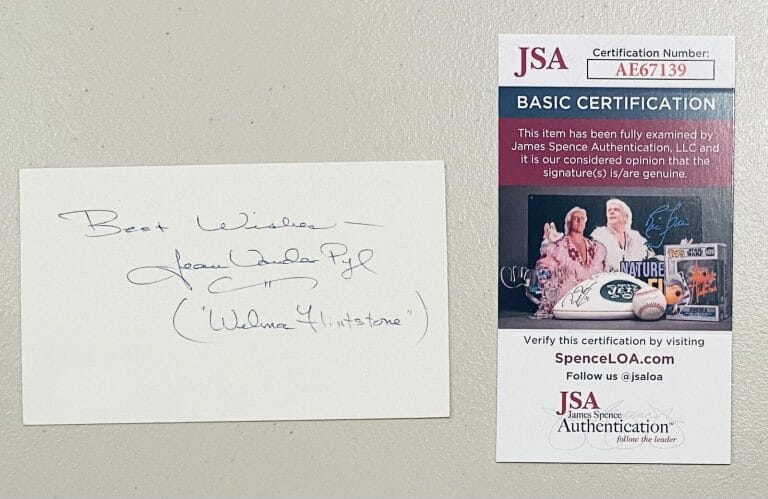 Best Wishes —
Jean Vander Pyl
("Wilma Flintstone")
JSA
Certification Number:
AE67139
BASIC CERTIFICATION
This item has been fully examined by
James Spence Authentication, LLC and
it is our considered opinion that the
signature(s) is/are genuine.
NATURE
JETS
Verify this certification by visiting
SpenceLOA.com
Follow us @jsaloa
JSA
James Spence
Authentication™
follow the leader